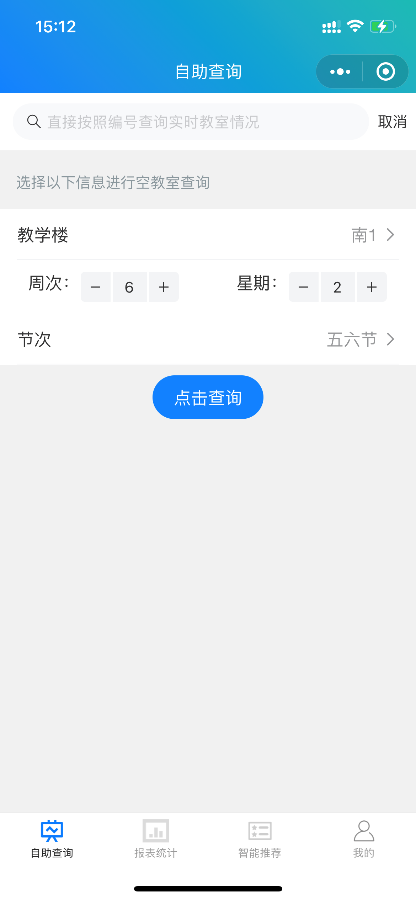 15:12
自助查询
直接按照编号查询实时教室情况
取消
选择以下信息进行空教室查询
教学楼 南1
周次： － 6 + 星期： － 2 +
节次 五六节
点击查询
自助查询 报表统计 智能推荐 我的